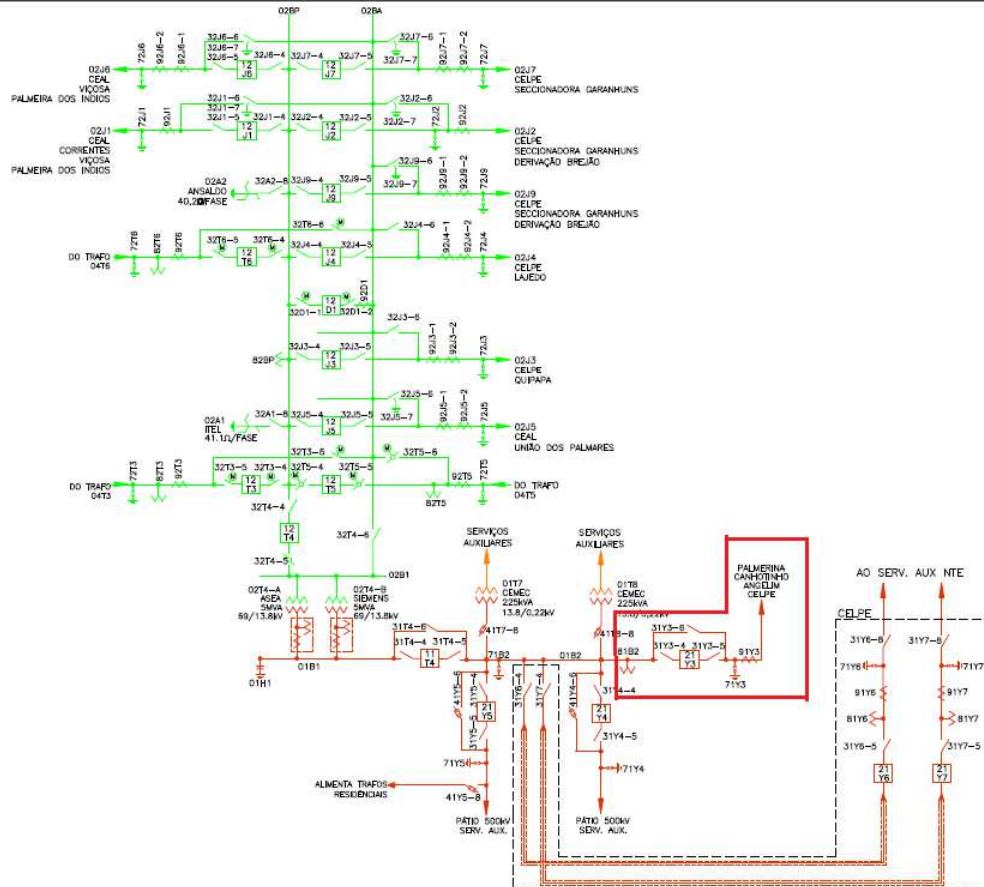 02BP
02BA
72J6
92J6-2
92J6-1
32J6-6
32J6-7
32J6-5
12
J6
32J6-4
32J7-4
12
J7
32J7-5
32J7-6
32J7-7
92J7-1
92J7-2
72J7
02J6
CEAL
VIÇOSA
PALMEIRA DOS INDIOS
02J7
CELPE
SECCIONADORA GARANHUNS
72J1
92J1
32J1-6
32J1-7
32J1-5
12
J1
32J1-4
32J2-4
12
J2
32J2-5
32J2-6
32J2-7
72J2
92J2
02J1
CEAL
CORRENTES
VIÇOSA
PALMEIRA DOS INDIOS
02J2
CELPE
SECCIONADORA GARANHUNS
DERIVAÇÃO BREJÃO
02A2
ANSALDO
32A2-8
32J9-4
12
J9
32J9-5
32J9-6
32J9-7
92J9-1
92J9-2
72J9
02J9
CELPE
SECCIONADORA GARANHUNS
DERIVAÇÃO BREJÃO
DO TRAFO
04T6
72T6
82T6
92T6
32T6-5
12
T6
32T6-4
32T6-6
M
M
M
32J4-4
12
J4
32J4-5
32J4-6
92J4-1
92J4-2
72J4
02J4
CELPE
LAJEDO
M
32D1-1
12
D1
M
32D1-2
92D1
82BP
32J3-4
12
J3
32J3-5
32J3-6
92J3-1
92J3-2
72J3
02J3
CELPE
QUIPAPA
02A1
ITEL
41.1Ω/FASE
32A1-8
32J5-4
12
J5
32J5-5
32J5-6
32J5-7
92J5-1
92J5-2
72J5
02J5
CEAL
UNIÃO DOS PALMARES
DO TRAFO
04T3
72T3
82T3
92T3
32T3-5
12
T3
32T3-4
32T3-6
M
M
M
M
M
M
32T5-4
12
T5
32T5-5
32T5-6
82T5
92T5
72T5
DO TRAFO
04T5
32T4-4
12
T4
32T4-5
32T4-6
02B1
02T4-A
ASEA
5MVA
69/13.8kV
02T4-B
SIEMENS
5MVA
69/13.8kV
01H1
01B1
31T4-6
31T4-4
11
T4
31T4-5
SERVIÇOS
AUXILIARES
01T7
CEMEC
225kVA
13.8/0,22kV
41T7-8
71B2
SERVIÇOS
AUXILIARES
01T8
CEMEC
225kVA
13.8/0,22kV
41T8-8
01B2
81B2
31Y3-6
31Y3-4
21
Y3
31Y3-5
91Y3
71Y3
PALMERINA
CANHOTINHO
ANGELIM
CELPE
41Y5-6
31Y5-4
21
Y5
31Y5-5
71Y5
ALIMENTA TRAFOS
RESIDÊNCIAIS
41Y5-8
PÁTIO 500kV
SERV. AUX.
31Y6-4
31Y7-4
41Y4-6
31Y4-4
21
Y4
31Y4-5
71Y4
PÁTIO 500kV
SERV. AUX.
AO SERV. AUX NTE
CELPE
31Y6-8
71Y6
91Y6
81Y6
31Y6-5
21
Y6
31Y7-8
71Y7
91Y7
81Y7
31Y7-5
21
Y7